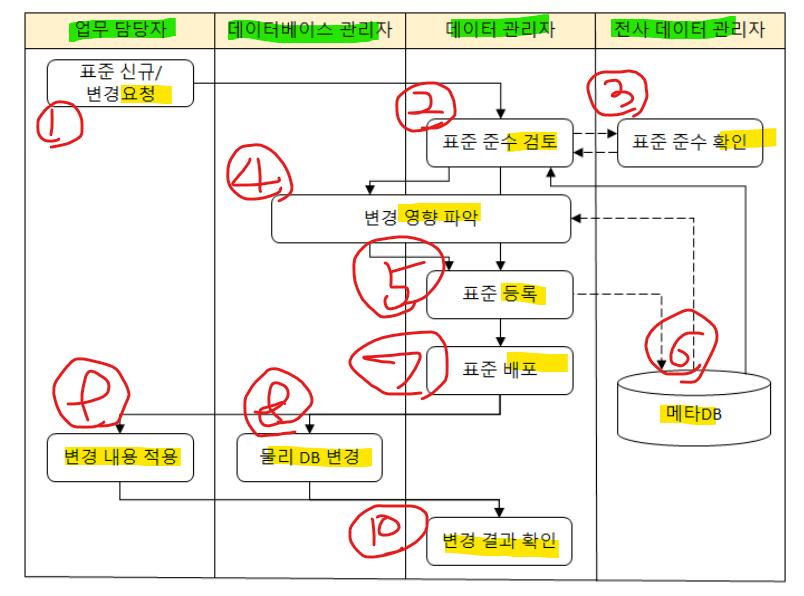 업무 담당자
데이터베이스 관리자
데이터 관리자
전사 데이터 관리자
표준 신규/
변경요청
1
2
표준 준수 검토
3
표준 준수 확인
4
변경 영향 파악
5
표준 등록
6
메타DB
7
표준 배포
9
변경 내용 적용
8
물리 DB 변경
10
변경 결과 확인